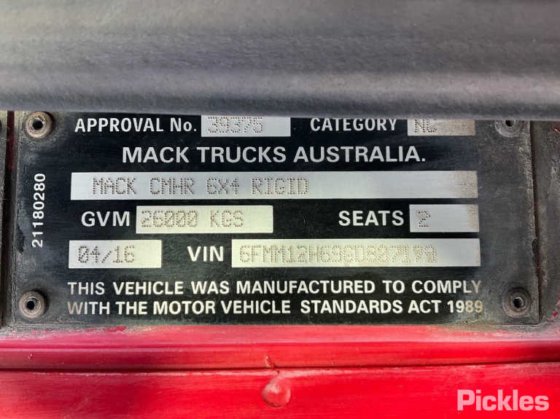 APPROVAL No. 39375 CATEGORY NC
MACK TRUCKS AUSTRALIA.
MACK CMHR 6X4 RIGID
GVM 26000 KGS SEATS 2
04/16 VIN
THIS VEHICLE WAS MANUFACTURED TO COMPLY
WITH THE MOTOR VEHICLE STANDARDS ACT 1989
21180280
Pickles